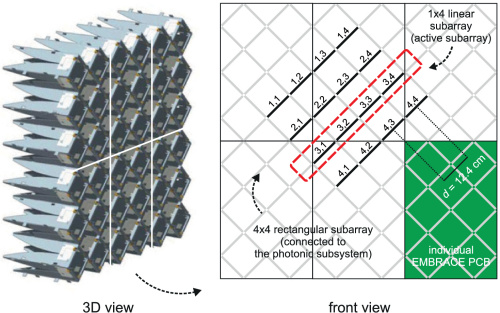 1x4 linear
subarray
(active subarray)
1,1 1,2 1,3 1,4
2,1 2,2 2,3 2,4
3,1 3,2 3,3 3,4
4,1 4,2 4,3 4,4
d = 12.4 cm
4x4 rectangular subarray
(connected to
the photonic subsystem)
individual
EMBRACE PCB
3D view
front view